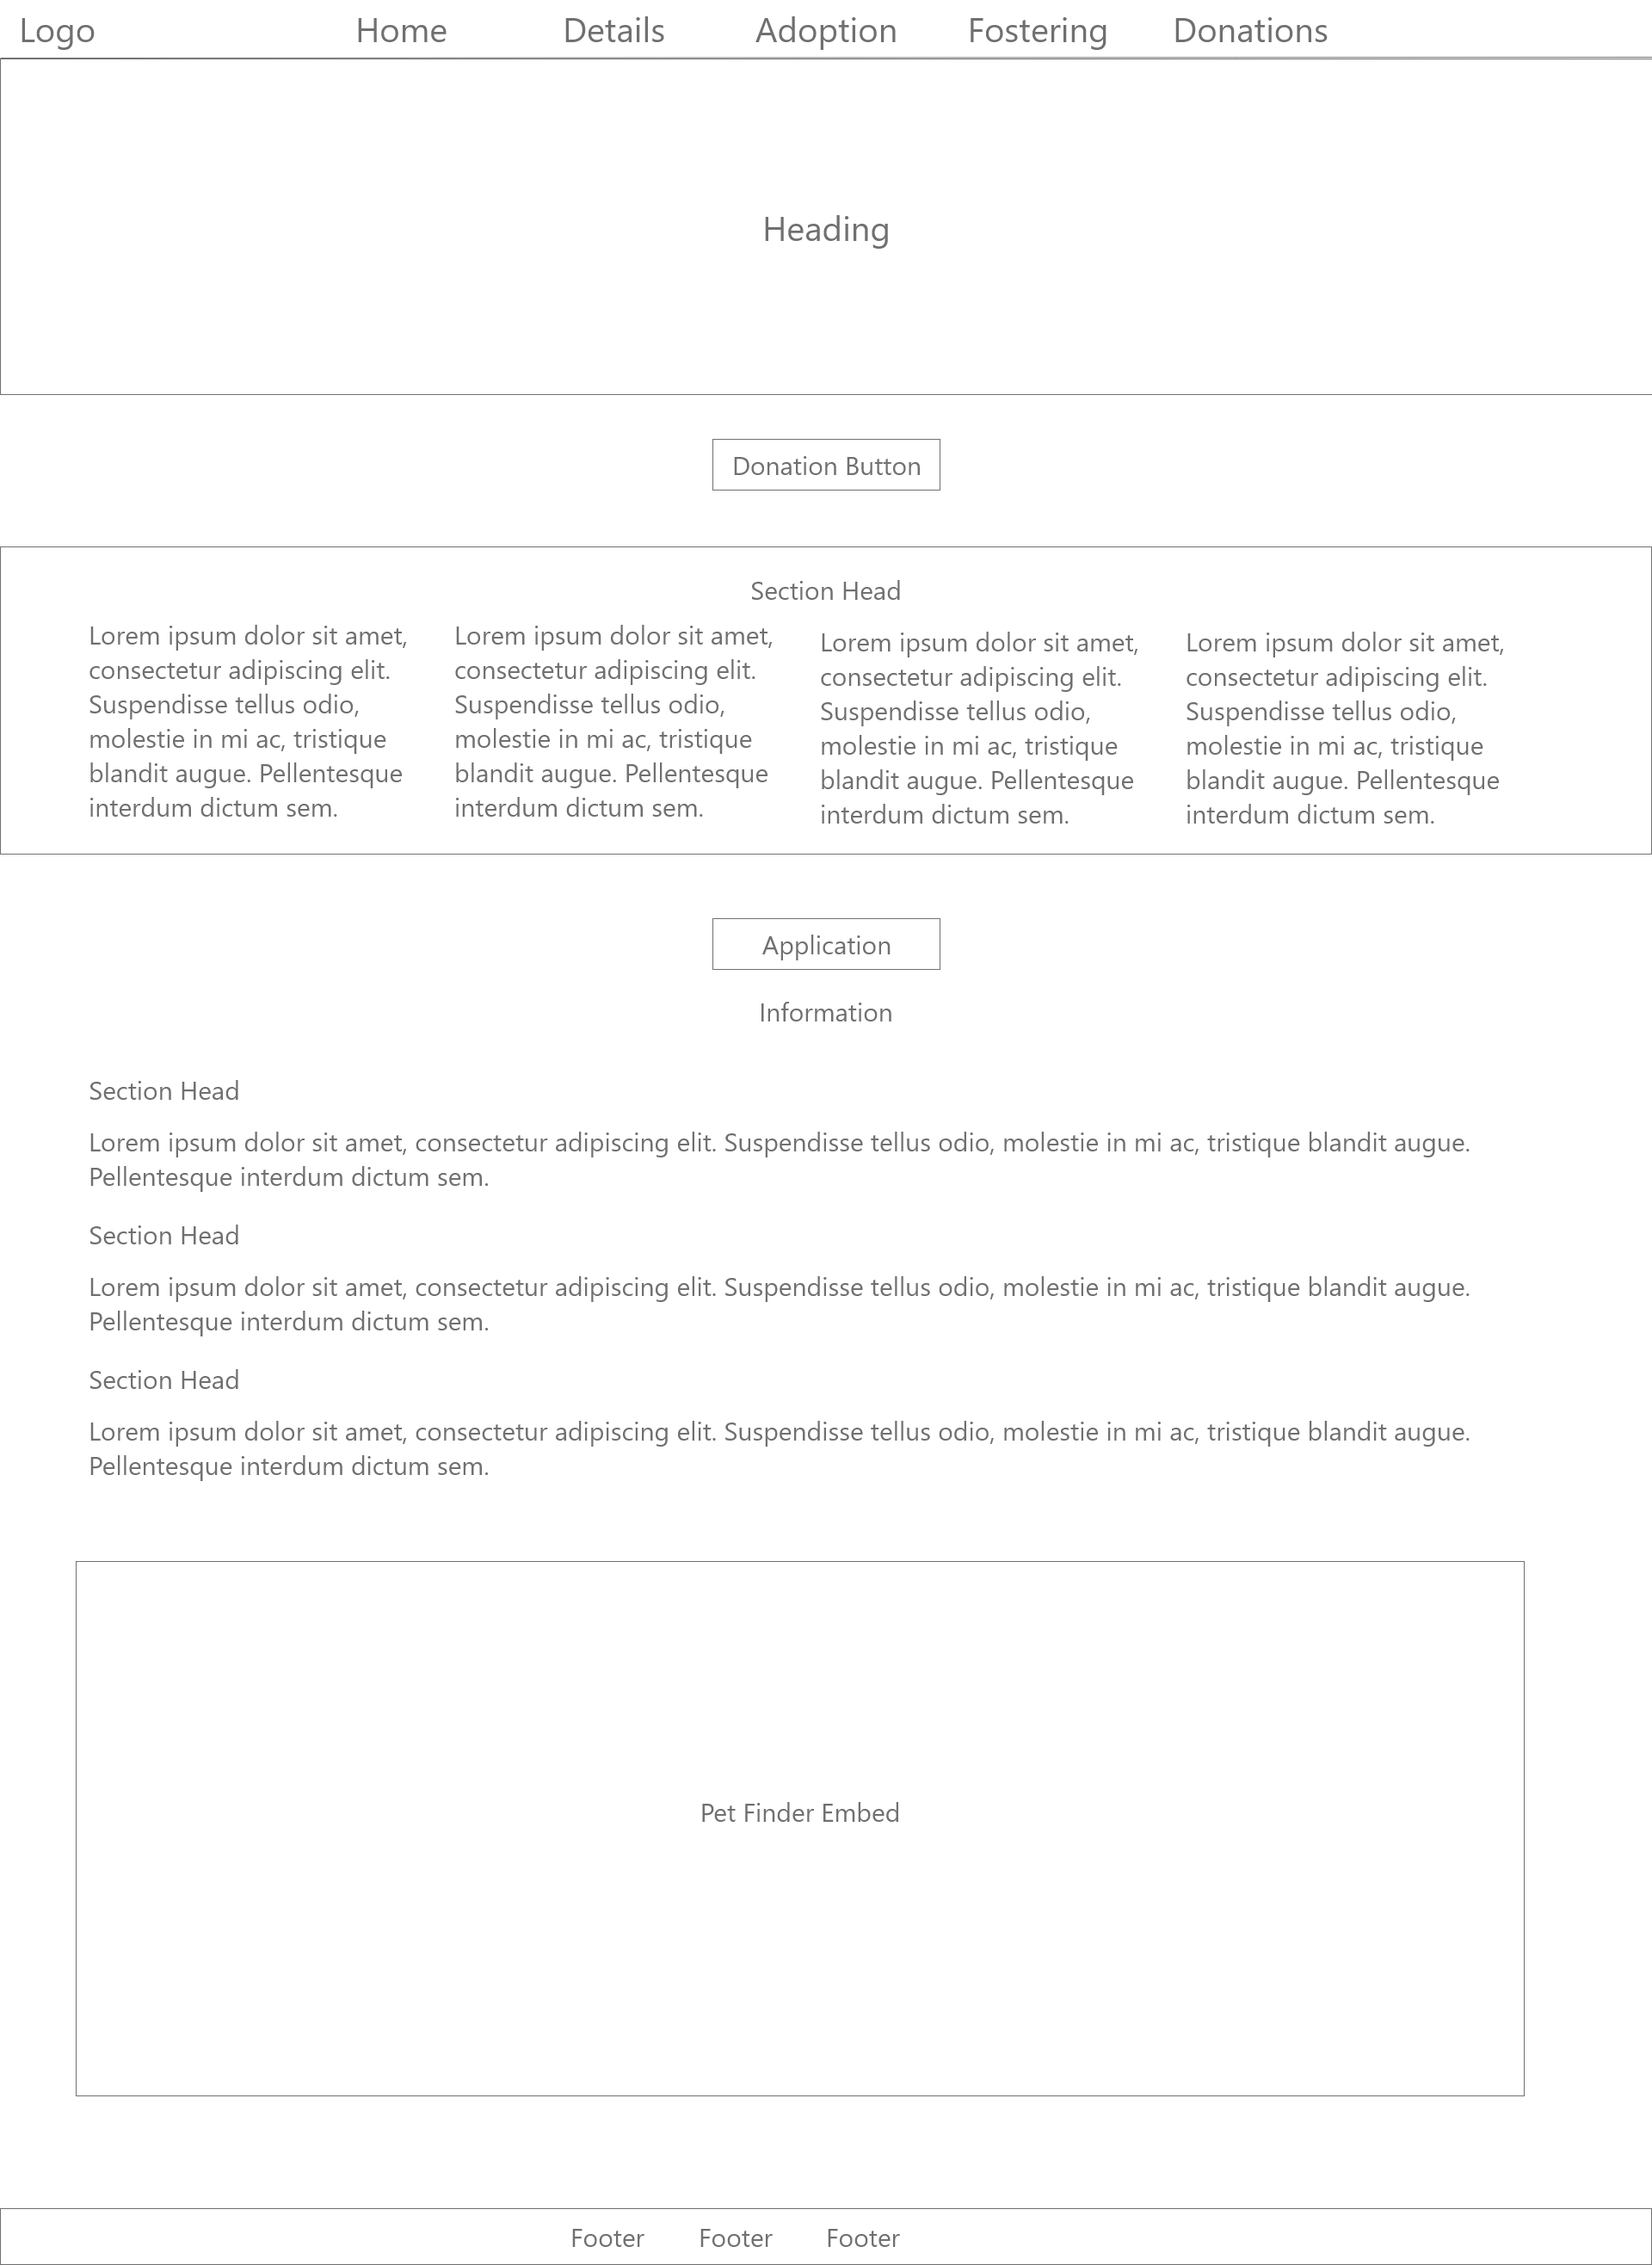 Logo Home Details Adoption Fostering Donations
Heading
Donation Button
Section Head
Lorem ipsum dolor sit amet,
consectetur adipiscing elit.
Suspendisse tellus odio,
molestie in mi ac, tristique
blandit augue. Pellentesque
interdum dictum sem.
Lorem ipsum dolor sit amet,
consectetur adipiscing elit.
Suspendisse tellus odio,
molestie in mi ac, tristique
blandit augue. Pellentesque
interdum dictum sem.
Lorem ipsum dolor sit amet,
consectetur adipiscing elit.
Suspendisse tellus odio,
molestie in mi ac, tristique
blandit augue. Pellentesque
interdum dictum sem.
Lorem ipsum dolor sit amet,
consectetur adipiscing elit.
Suspendisse tellus odio,
molestie in mi ac, tristique
blandit augue. Pellentesque
interdum dictum sem.
Application
Information
Section Head
Lorem ipsum dolor sit amet, consectetur adipiscing elit. Suspendisse tellus odio, molestie in mi ac, tristique blandit augue.
Pellentesque interdum dictum sem.
Section Head
Lorem ipsum dolor sit amet, consectetur adipiscing elit. Suspendisse tellus odio, molestie in mi ac, tristique blandit augue.
Pellentesque interdum dictum sem.
Section Head
Lorem ipsum dolor sit amet, consectetur adipiscing elit. Suspendisse tellus odio, molestie in mi ac, tristique blandit augue.
Pellentesque interdum dictum sem.
Pet Finder Embed
Footer Footer Footer